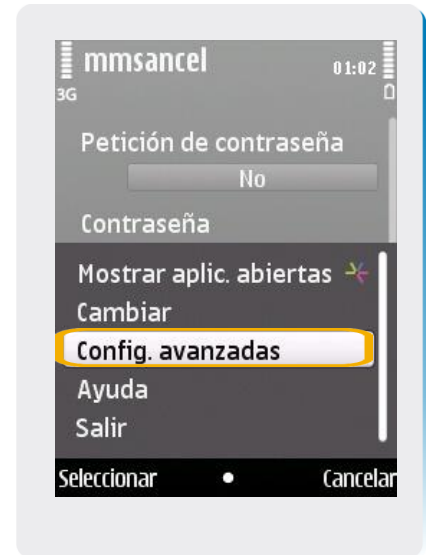 mmsancel
01:02
3G
Petición de contraseña
No
Contraseña
Mostrar aplic. abiertas
Cambiar
Config. avanzadas
Ayuda
Salir
Seleccionar
Cancelar